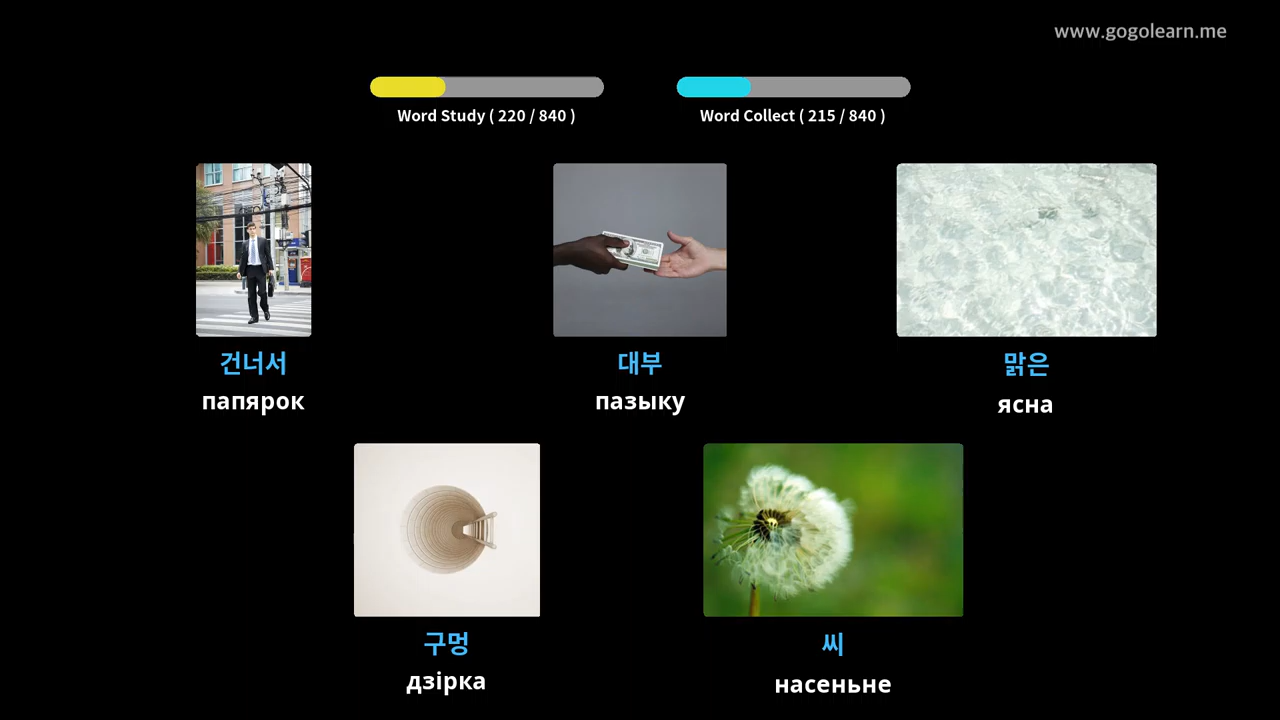 www.gogolearn.me
Word Study ( 220 / 840 )
Word Collect ( 215 / 840 )
건너서
папярок
대부
пазыку
맑은
ясна
구멍
дзірка
씨
насеньне